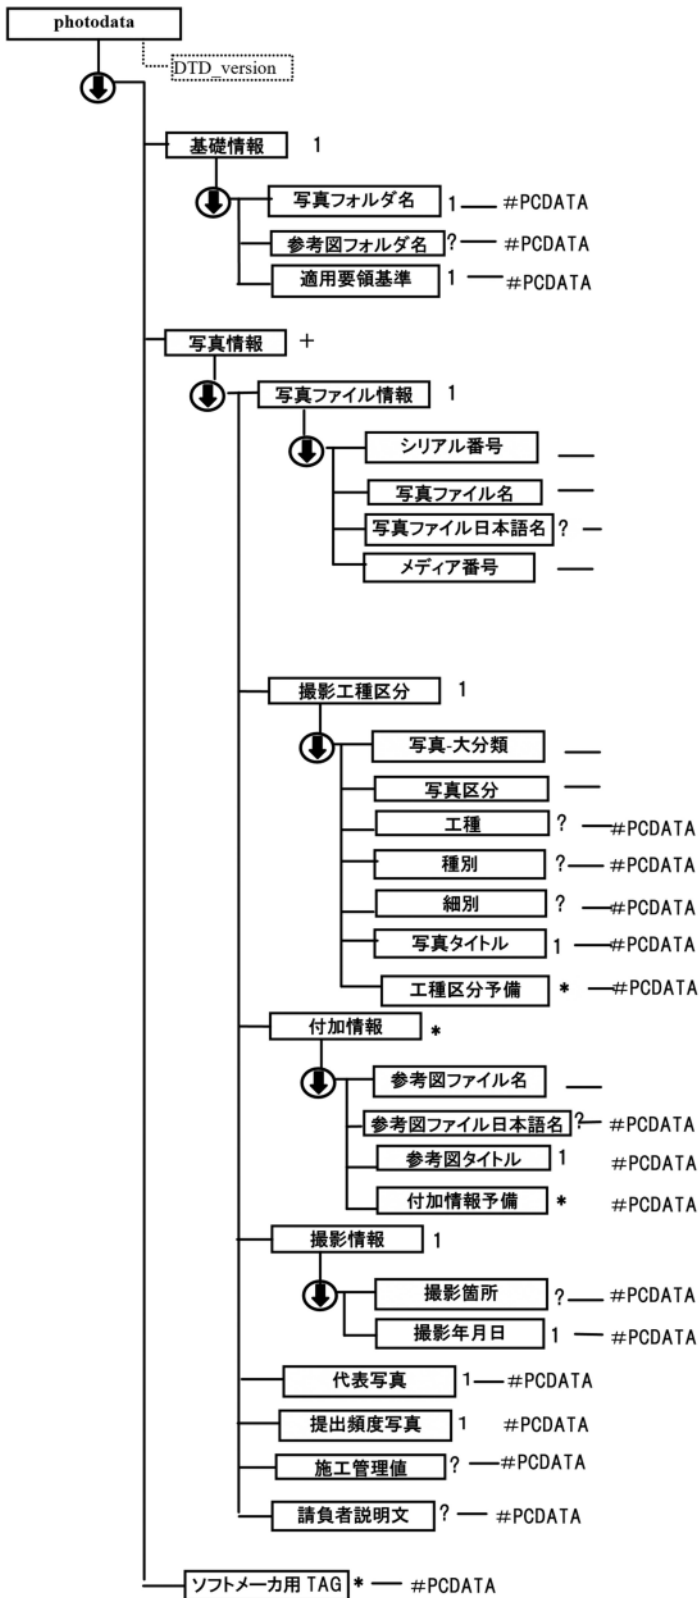 photodata
DTD_version
基礎情報 1
写真フォルダ名 1 — #PCDATA
参考図フォルダ名 ? — #PCDATA
適用要領基準 1 — #PCDATA
写真情報 +
写真ファイル情報 1
シリアル番号 —
写真ファイル名 —
写真ファイル日本語名 ? —
メディア番号 —
撮影工種区分 1
写真-大分類 —
写真区分 —
工種 ? — #PCDATA
種別 ? — #PCDATA
細別 ? — #PCDATA
写真タイトル 1 — #PCDATA
工種区分予備 * — #PCDATA
付加情報 *
参考図ファイル名 —
参考図ファイル日本語名 ? — #PCDATA
参考図タイトル 1 #PCDATA
付加情報予備 * #PCDATA
撮影情報 1
撮影箇所 ? — #PCDATA
撮影年月日 1 — #PCDATA
代表写真 1 — #PCDATA
提出頻度写真 1 #PCDATA
施工管理値 ? — #PCDATA
請負者説明文 ? — #PCDATA
ソフトメーカ用 TAG * — #PCDATA